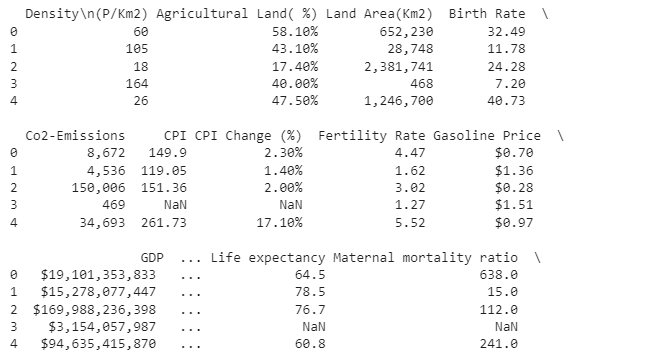 Density\n(P/Km2) Agricultural Land( %) Land Area(Km2) Birth Rate \
0 60 58.10% 652,230 32.49
1 105 43.10% 28,748 11.78
2 18 17.40% 2,381,741 24.28
3 164 40.00% 468 7.20
4 26 47.50% 1,246,700 40.73
Co2-Emissions CPI CPI Change (%) Fertility Rate Gasoline Price \
0 8,672 149.9 2.30% 4.47 $0.70
1 4,536 119.05 1.40% 1.62 $1.36
2 150,006 151.36 2.00% 3.02 $0.28
3 469 NaN NaN 1.27 $1.51
4 34,693 261.73 17.10% 5.52 $0.97
GDP ... Life expectancy Maternal mortality ratio \
0 $19,101,353,833 ... 64.5 638.0
1 $15,278,077,447 ... 78.5 15.0
2 $169,988,236,398 ... 76.7 112.0
3 $3,154,057,987 ... NaN NaN
4 $94,635,415,870 ... 60.8 241.0